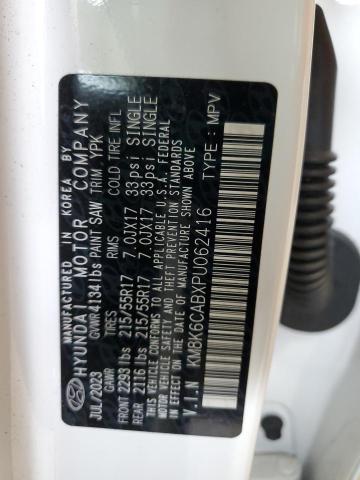 MANUFACTURED IN KOREA BY
HYUNDAI MOTOR COMPANY
JUL/2023 GVWR 4134 lbs PAINT SAW TRIM YPK
GAWR TIRES RIMS COLD TIRE INFL
FRONT 2293 lbs 215/55R17 7.0JX17 33psi SINGLE
REAR 2116 lbs 215/55R17 7.0JX17 33psi SINGLE
THIS VEHICLE CONFORMS TO ALL APPLICABLE U.S.A. FEDERAL
MOTOR VEHICLE SAFETY STANDARDS IN EFFECT ON THE DATE OF
MANUFACTURE SHOWN ABOVE.
V.I.N : KM8K6CABXPU062416 TYPE : MPV